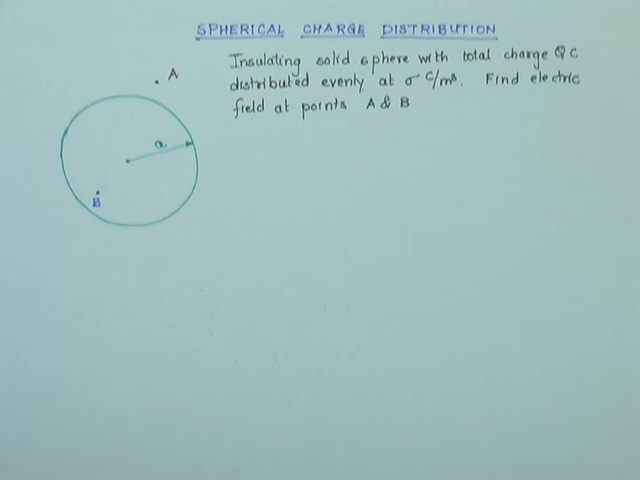 SPHERICAL CHARGE DISTRIBUTION
Insulating solid sphere with total charge Q C
distributed evenly at σ C/m³. Find electric
field at points A & B
A
a
B